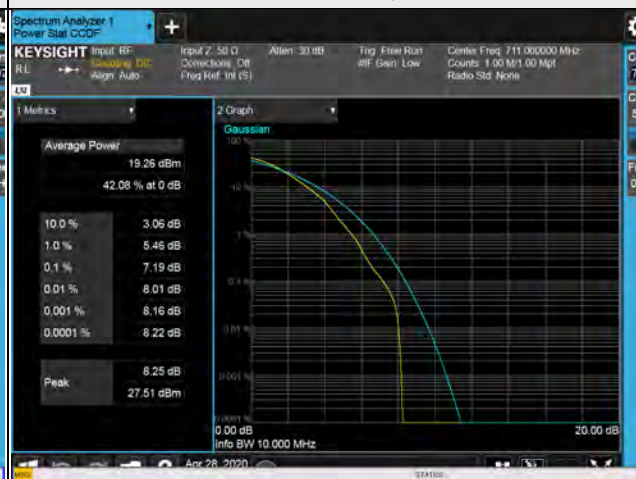 Spectrum Analyzer 1
Power Stat CCDF
+
KEYSIGHT Input: RF Input Z: 50 Ω Atten: 30 dB Trig: Free Run Center Freq: 711.000000 MHz
RL Coupling: DC Corrections: Off #IF Gain: Low Counts: 1.00 M/1.00 Mpt
Align: Auto Freq Ref: Int (S) Radio Std: None
LXI
1 Metrics
2 Graph
Gaussian
Average Power
19.26 dBm
42.08 % at 0 dB
10.0 % 3.06 dB
1.0 % 5.46 dB
0.1 % 7.19 dB
0.01 % 8.01 dB
0.001 % 8.16 dB
0.0001 % 8.22 dB
Peak 8.25 dB
27.51 dBm
100 %
10 %
1 %
0.1 %
0.01 %
0.001 %
0.0001 %
0.00 dB 20.00 dB
Info BW 10.000 MHz
Apr 28, 2020
MSG STATUS